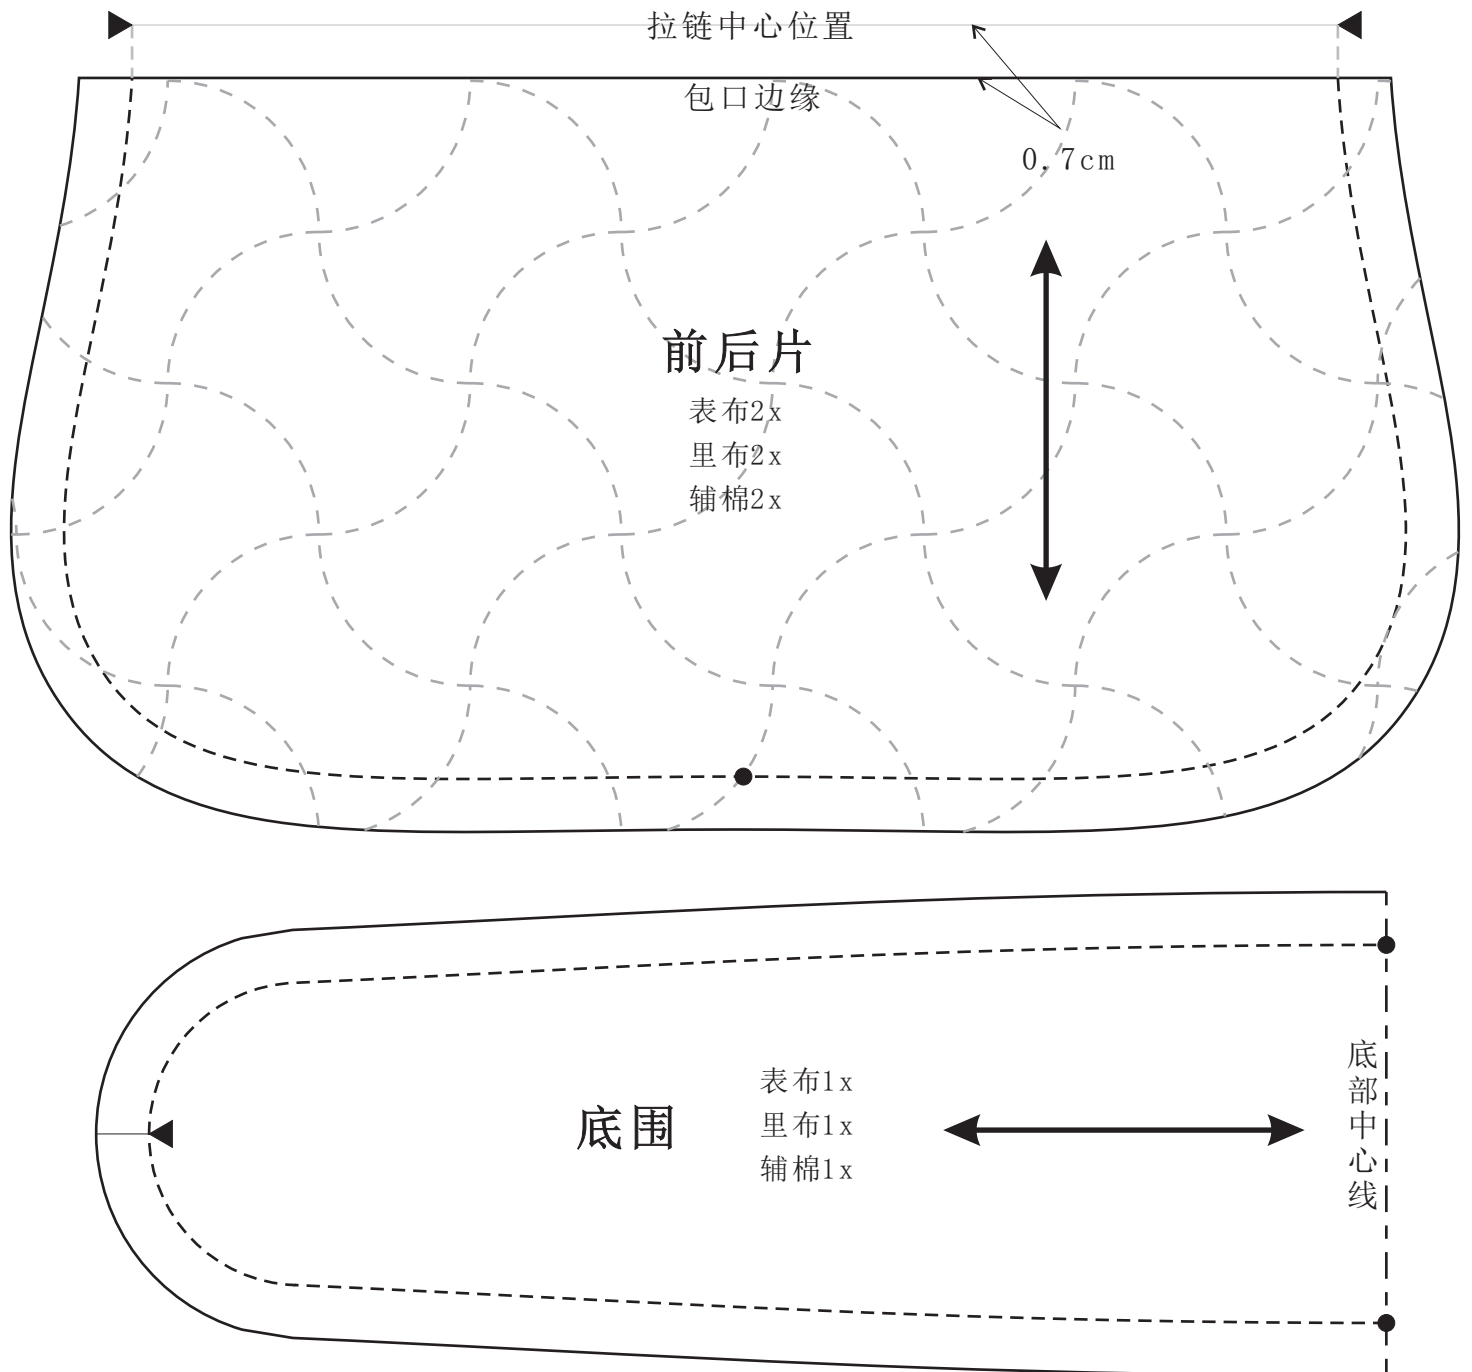 拉链中心位置
包口边缘
0.7cm
前后片
表布2x
里布2x
辅棉2x
底围
表布1x
里布1x
辅棉1x
底部中心线